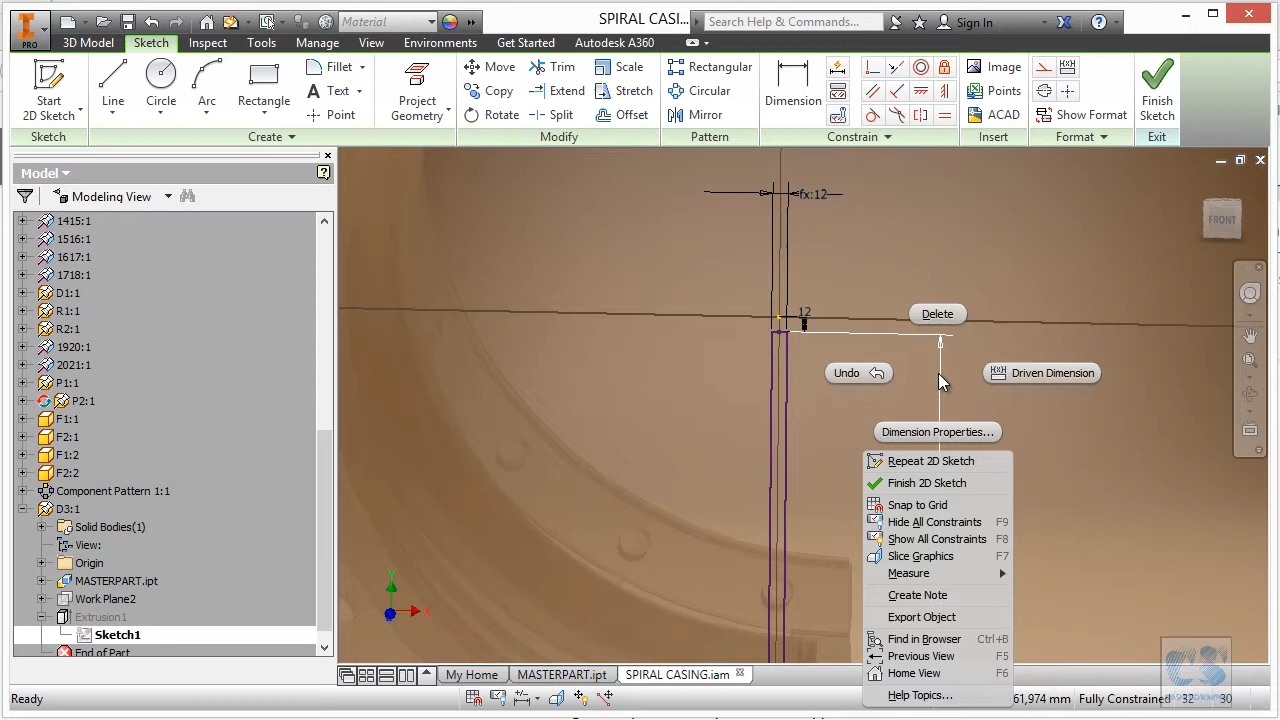 PRO
Material
SPIRAL CASING...
Search Help & Commands...
Sign In
3D Model
Sketch
Inspect
Tools
Manage
View
Environments
Get Started
Autodesk A360
Start
2D Sketch
Line
Circle
Arc
Rectangle
Fillet
Text
Point
Project
Geometry
Move
Copy
Rotate
Trim
Extend
Split
Scale
Stretch
Offset
Rectangular
Circular
Mirror
Dimension
Image
Points
ACAD
Show Format
Finish
Sketch
Sketch
Create
Modify
Pattern
Constrain
Insert
Format
Exit
Model
Modeling View
1415:1
1516:1
1617:1
1718:1
D1:1
R1:1
R2:1
1920:1
2021:1
P1:1
P2:1
F1:1
F2:1
F1:2
F2:2
Component Pattern 1:1
D3:1
Solid Bodies(1)
View:
Origin
MASTERPART.ipt
Work Plane2
Extrusion1
Sketch1
End of Part
fx:12
12
FRONT
Y
X
Delete
Undo
Driven Dimension
Dimension Properties...
Repeat 2D Sketch
Finish 2D Sketch
Snap to Grid
Hide All Constraints F9
Show All Constraints F8
Slice Graphics F7
Measure
Create Note
Export Object
Find in Browser Ctrl+B
Previous View F5
Home View F6
Help Topics...
My Home
MASTERPART.ipt
SPIRAL CASING.iam
Ready
61,974 mm
Fully Constrained
32
30
CS